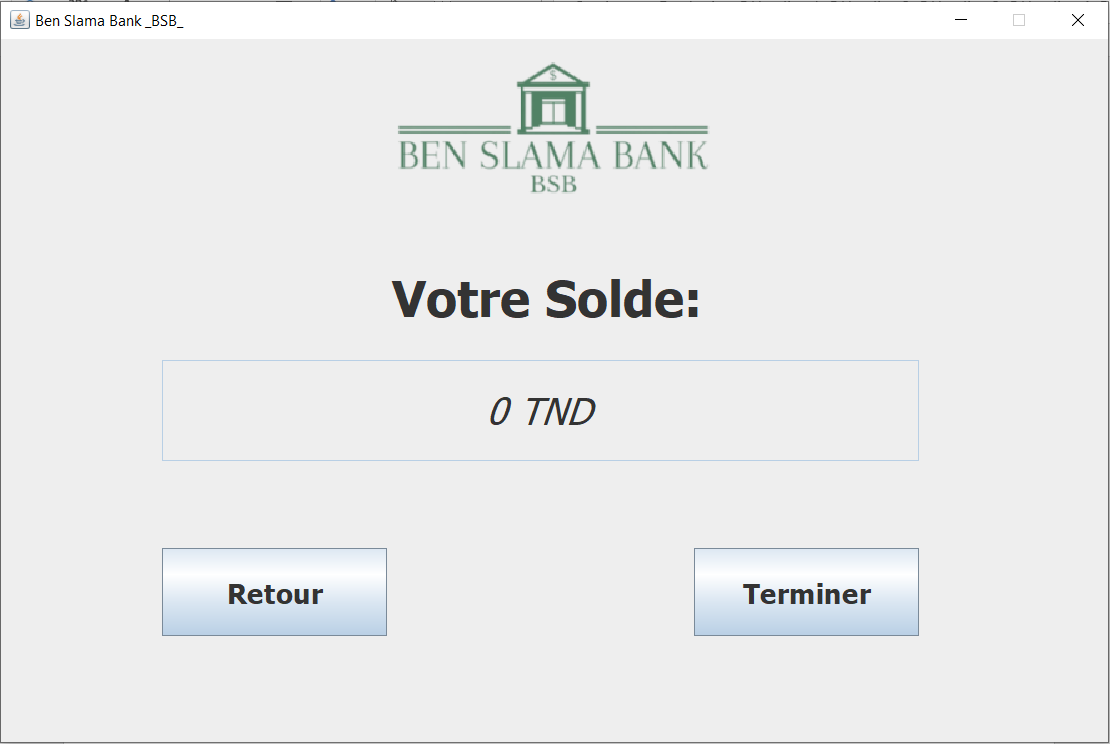 Ben Slama Bank _BSB_
$
BEN SLAMA BANK
BSB
Votre Solde:
0 TND
Retour
Terminer